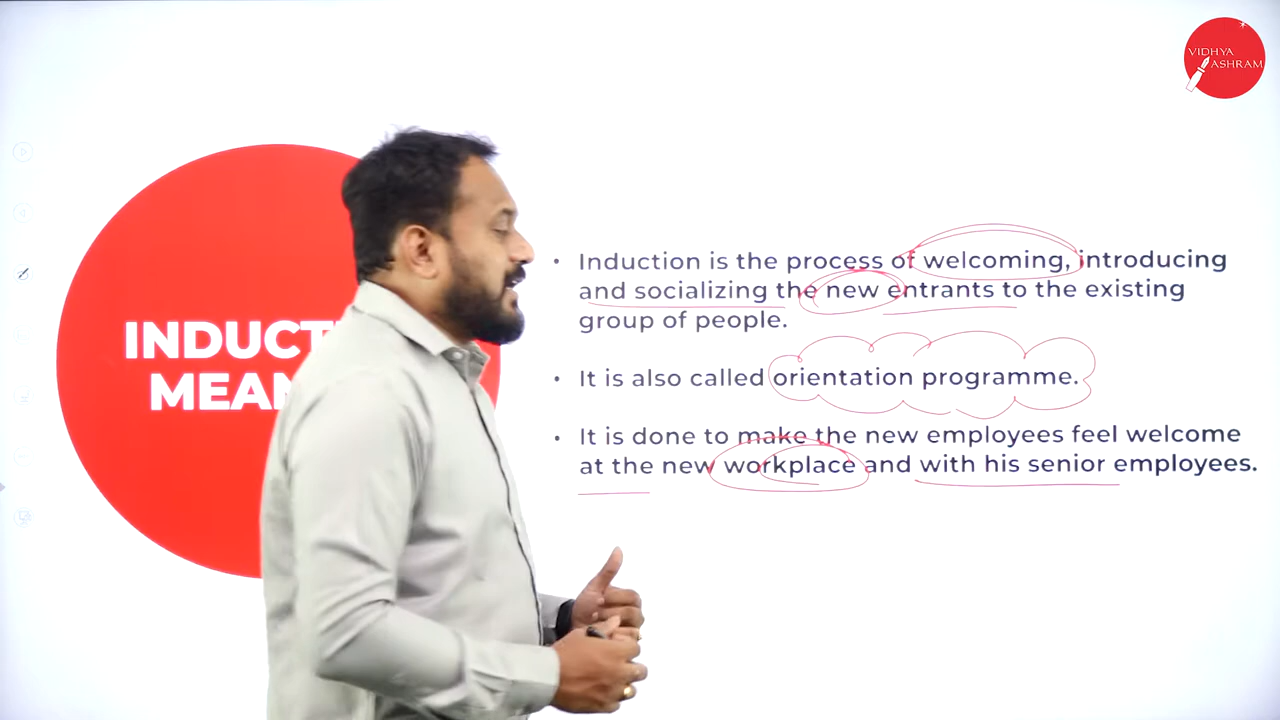 VIDHYA
ASHRAM
INDUCT
MEAN
• Induction is the process of welcoming, introducing
and socializing the new entrants to the existing
group of people.
• It is also called orientation programme.
• It is done to make the new employees feel welcome
at the new workplace and with his senior employees.